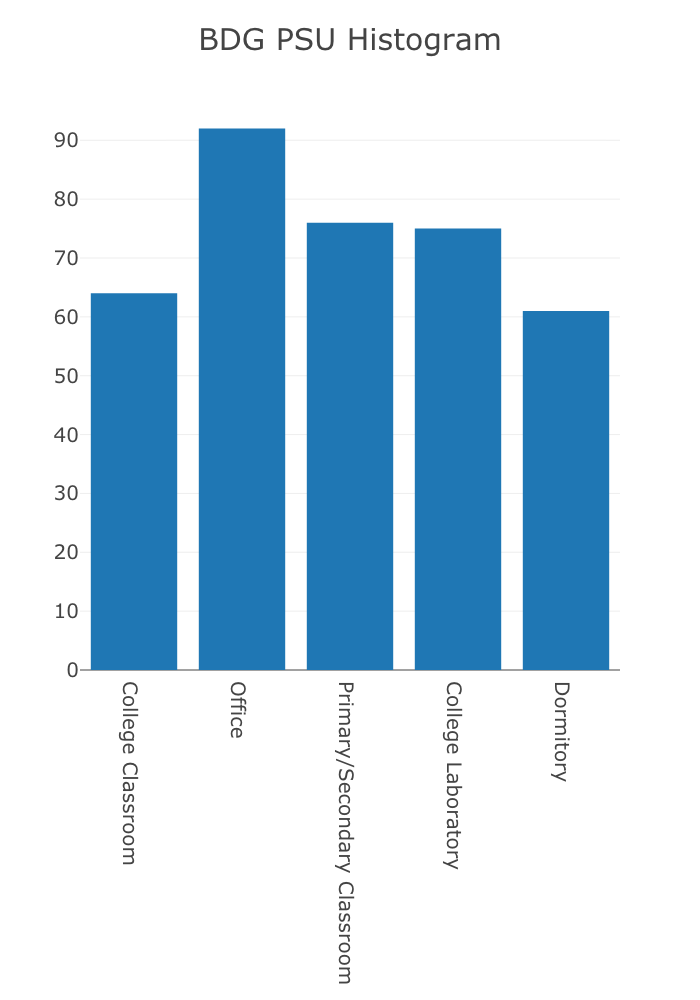 BDG PSU Histogram
90
80
70
60
50
40
30
20
10
0
College Classroom
Office
Primary/Secondary Classroom
College Laboratory
Dormitory